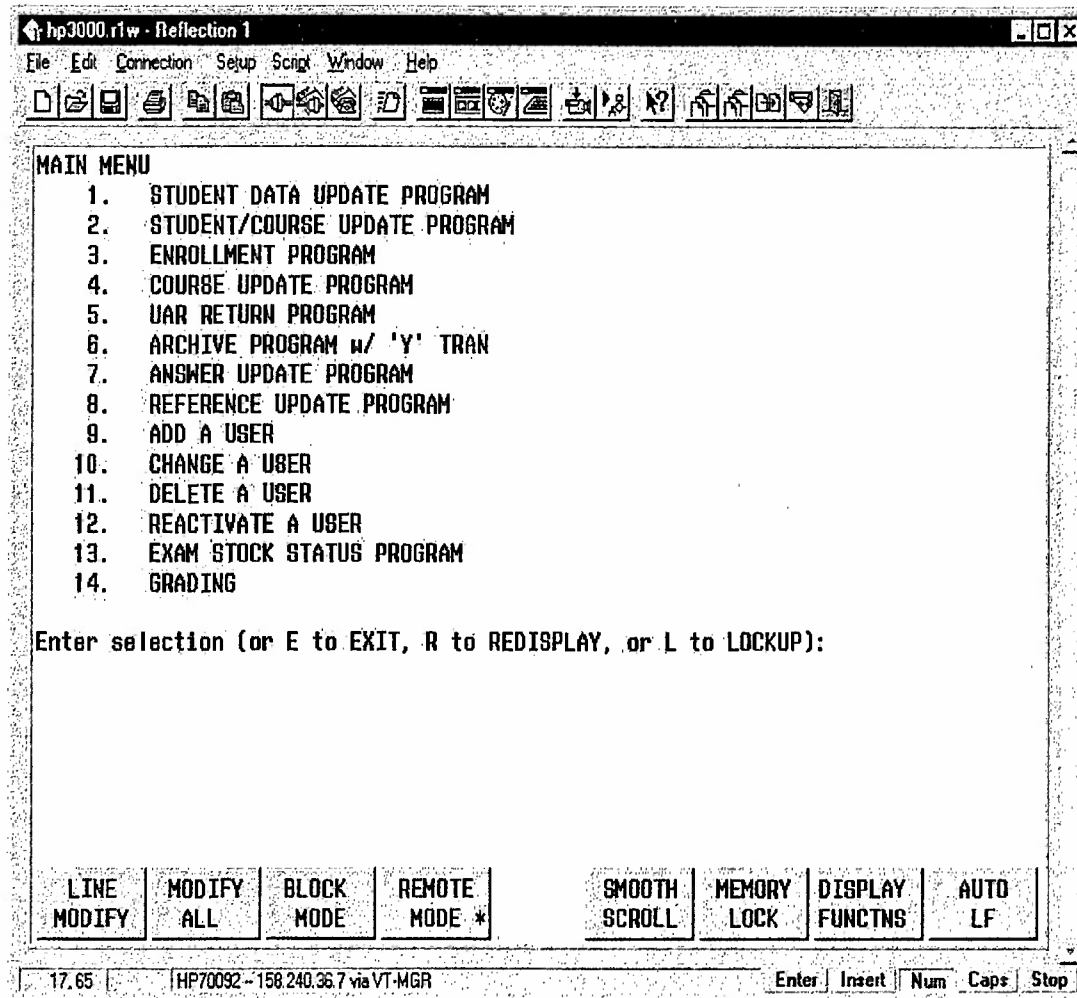 hp3000.r1w - Reflection 1
File Edit Connection Setup Script Window Help
MAIN MENU
1. STUDENT DATA UPDATE PROGRAM
2. STUDENT/COURSE UPDATE PROGRAM
3. ENROLLMENT PROGRAM
4. COURSE UPDATE PROGRAM
5. UAR RETURN PROGRAM
6. ARCHIVE PROGRAM w/ 'Y' TRAN
7. ANSWER UPDATE PROGRAM
8. REFERENCE UPDATE PROGRAM
9. ADD A USER
10. CHANGE A USER
11. DELETE A USER
12. REACTIVATE A USER
13. EXAM STOCK STATUS PROGRAM
14. GRADING
Enter selection (or E to EXIT, R to REDISPLAY, or L to LOCKUP):
LINE MODIFY ALL BLOCK REMOTE SMOOTH MEMORY DISPLAY AUTO
MODIFY ALL MODE MODE * SCROLL LOCK FUNCTNS LF
17, 65 HP70092 -- 158.240.36.7 via VT-MGR Enter Insert Num Caps Stop